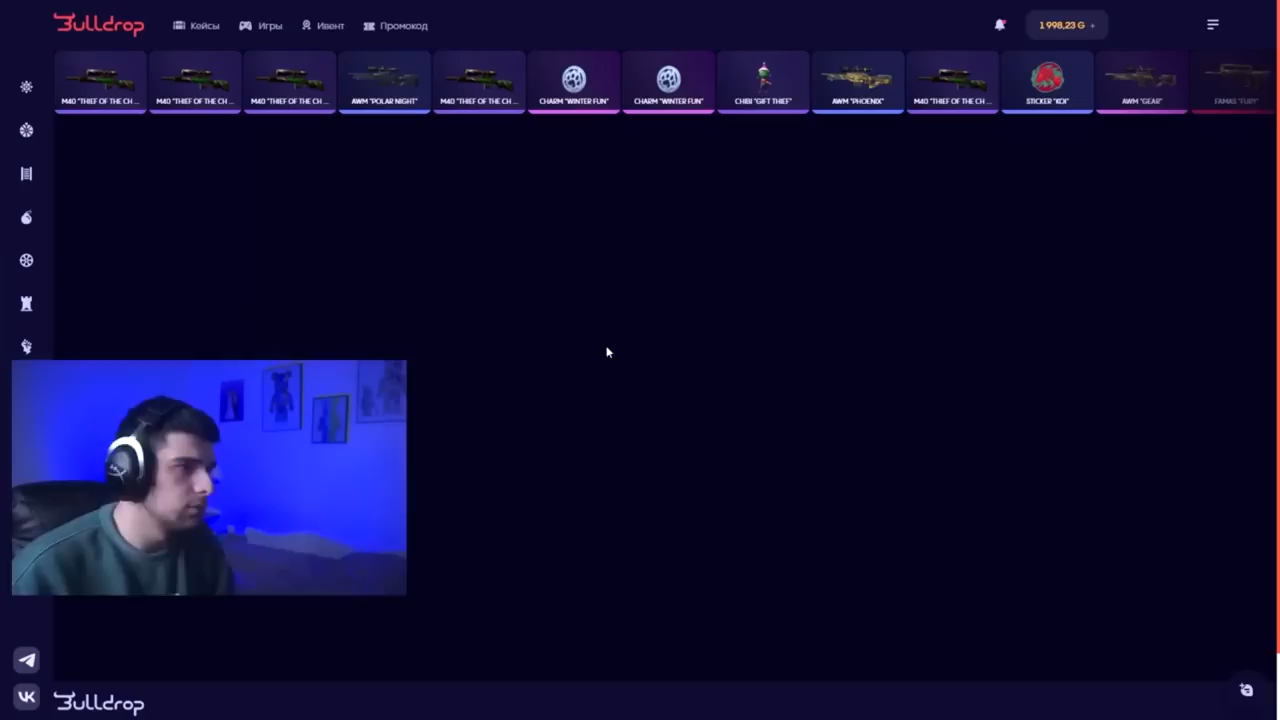 Bulldrop
Кейсы
Игры
Ивент
Промокод
1 998,23 G +
M40 "THIEF OF THE CH ...
M40 "THIEF OF THE CH ...
M40 "THIEF OF THE CH ...
AWM "POLAR NIGHT"
M40 "THIEF OF THE CH ...
CHARM "WINTER FUN"
CHARM "WINTER FUN"
CHIBI "GIFT THIEF"
AWM "PHOENIX"
M40 "THIEF OF THE CH ...
STICKER "KOI"
AWM "GEAR"
FAMAS "FURY"
Bulldrop